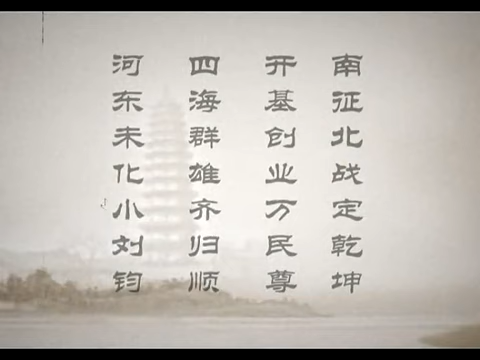 南征北战定乾坤
开基创业万民尊
四海群雄齐归顺
河东未化小刘钧